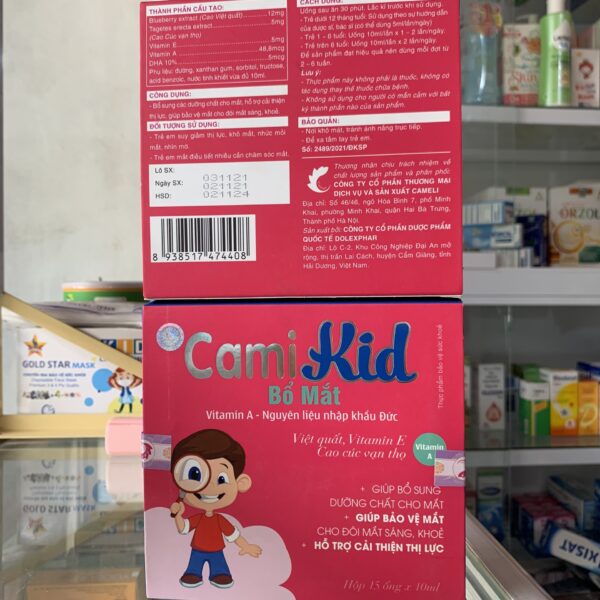 THÀNH PHẦN CẤU TẠO:
Blueberry extract (Cao Việt quất) 12mg
Tagetes erecta extract 5mg
(Cao Cúc vạn thọ)
Vitamin E 5mg
Vitamin A 48,6mcg
DHA 10% 5mcg
Phụ liệu: đường, xanthan gum, sorbitol, fructose,
acid benzoic, nước tinh khiết vừa đủ 10ml.
CÔNG DỤNG:
- Bổ sung các dưỡng chất cho mắt, hỗ trợ cải thiện
thị lực, giúp bảo vệ mắt cho đôi mắt sáng, khoẻ.
ĐỐI TƯỢNG SỬ DỤNG:
- Trẻ em suy giảm thị lực, khô mắt, nhức mỏi
mắt, nhìn mờ.
- Trẻ em mắt điều tiết nhiều cần chăm sóc mắt.
Lô SX: 031121
Ngày SX: 021121
HSD: 021124
8 938517 474408
CÁCH DÙNG:
Uống sau ăn 30 phút. Lắc kĩ trước khi sử dụng.
- Trẻ dưới 12 tháng tuổi: Sử dụng theo sự hướng dẫn
của dược sĩ, bác sĩ (có thể dùng 5ml/lần/ngày)
- Trẻ 1 - 6 tuổi: Uống 10ml/lần x 1 - 2 lần/ngày.
- Trẻ trên 6 tuổi: Uống 10ml/lần x 2 lần/ngày.
Để sản phẩm đạt hiệu quả nên dùng mỗi đợt từ
2 - 6 tuần.
Lưu ý:
- Thực phẩm này không phải là thuốc, không có
tác dụng thay thế thuốc chữa bệnh.
- Không sử dụng cho người có mẫn cảm với bất
kỳ thành phần nào của sản phẩm.
BẢO QUẢN:
- Nơi khô mát, tránh ánh nắng trực tiếp.
- Để xa tầm tay trẻ em.
Số: 2489/2021/ĐKSP
Thương nhân chịu trách nhiệm về
chất lượng sản phẩm và phân phối:
CÔNG TY CỔ PHẦN THƯƠNG MẠI
DỊCH VỤ VÀ SẢN XUẤT CAMELI
Địa chỉ: Số 46/46, ngõ Hòa Bình 7, phố Minh
Khai, phường Minh Khai, quận Hai Bà Trưng,
Thành phố Hà Nội.
Sản xuất bởi: CÔNG TY CỔ PHẦN DƯỢC PHẨM
QUỐC TẾ DOLEXPHAR
Địa chỉ: Lô C-2, Khu Công Nghiệp Đại An mở
rộng, thị trấn Lai Cách, huyện Cẩm Giàng, tỉnh
Hải Dương, Việt Nam.
GOLD STAR MASK
Cami Kid
Bổ Mắt
Vitamin A - Nguyên liệu nhập khẩu Đức
Thực phẩm bảo vệ sức khoẻ
Việt quất, Vitamin E
Cao cúc vạn thọ
Vitamin
A
+ GIÚP BỔ SUNG
DƯỠNG CHẤT CHO MẮT
+ GIÚP BẢO VỆ MẮT
CHO ĐÔI MẮT SÁNG, KHOẺ
+ HỖ TRỢ CẢI THIỆN THỊ LỰC
Hộp 15 ống x 10ml
KISAT